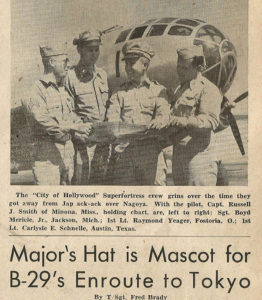 The "City of Hollywood" Superfortress crew grins over the time they
got away from Jap ack-ack over Nagoya. With the pilot, Capt. Russell
J. Smith of Minona, Miss., holding chart, are, left to right; Sgt. Boyd
Mericle, Jr., Jackson, Mich.; 1st Lt. Raymond Yeager, Fostoria, O.; 1st
Lt. Carlysle E. Schnelle, Austin, Texas.
Major's Hat is Mascot for
B-29's Enroute to Tokyo
By T/Sgt. Fred Brady